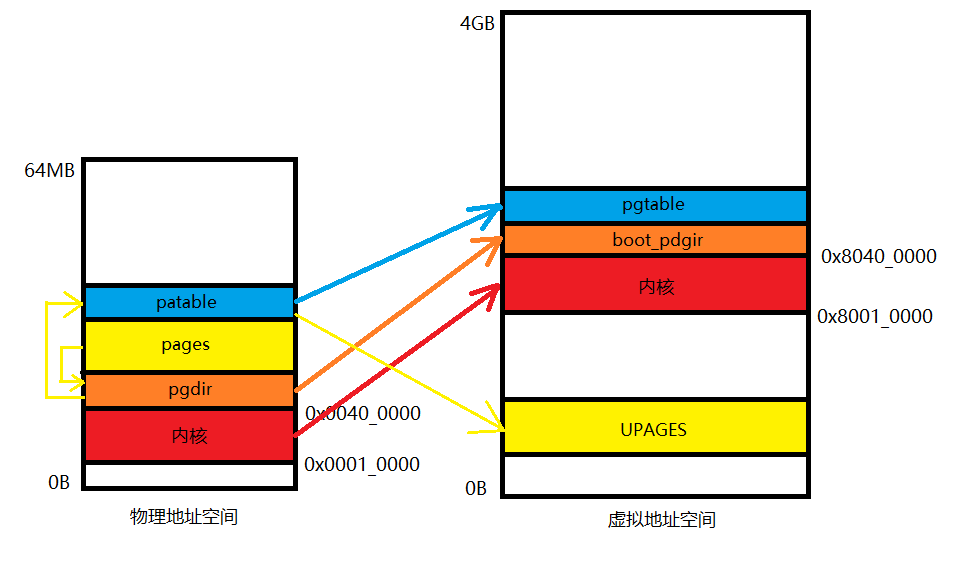 4GB
64MB
pgtable
boot_pdgir
0x8040_0000
内核
0x8001_0000
patable
pages
pgdir
0x0040_0000
内核
0x0001_0000
UPAGES
0B
0B
物理地址空间
虚拟地址空间